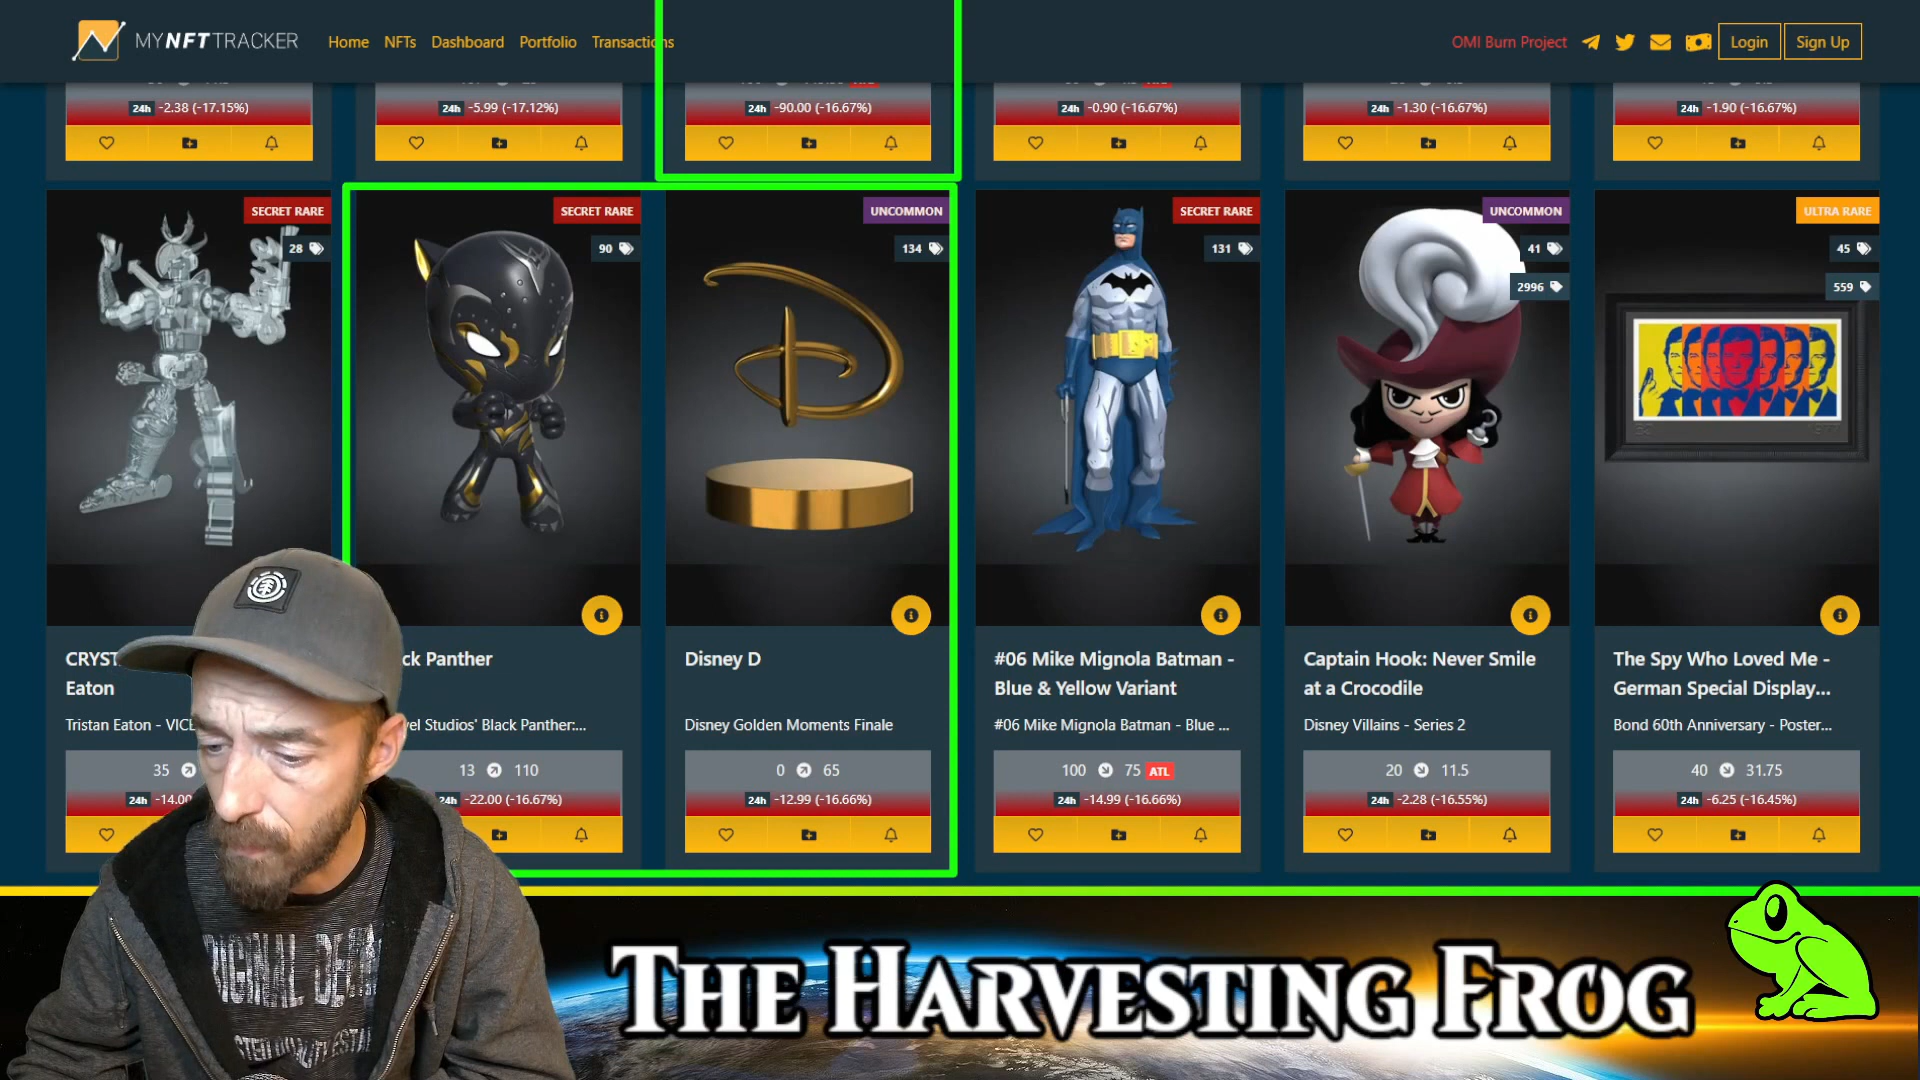 MYNFTTRACKER Home NFTs Dashboard Portfolio Transactions OMI Burn Project Login Sign Up
24h -2.38 (-17.15%)
24h -5.99 (-17.12%)
24h -90.00 (-16.67%)
24h -0.90 (-16.67%)
24h -1.30 (-16.67%)
24h -1.90 (-16.67%)
SECRET RARE
28
SECRET RARE
90
UNCOMMON
134
SECRET RARE
131
UNCOMMON
41
2996
ULTRA RARE
45
559
CRYST
Eaton
Tristan Eaton - VICE
35
24h -14.00
ck Panther
vel Studios' Black Panther:...
13 110
24h -22.00 (-16.67%)
Disney D
Disney Golden Moments Finale
0 65
24h -12.99 (-16.66%)
#06 Mike Mignola Batman -
Blue & Yellow Variant
#06 Mike Mignola Batman - Blue ...
100 75 ATL
24h -14.99 (-16.66%)
Captain Hook: Never Smile
at a Crocodile
Disney Villains - Series 2
20 11.5
24h -2.28 (-16.55%)
The Spy Who Loved Me -
German Special Display...
Bond 60th Anniversary - Poster...
40 31.75
24h -6.25 (-16.45%)
THE HARVESTING FROG